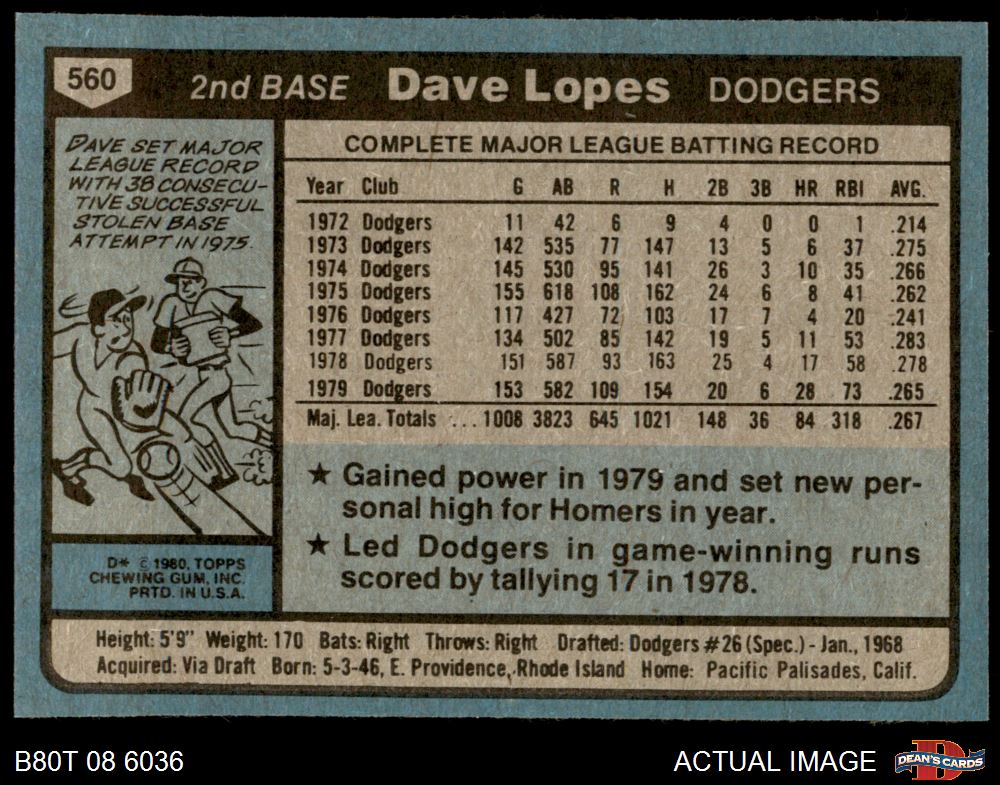 560
2nd BASE Dave Lopes DODGERS
DAVE SET MAJOR
LEAGUE RECORD
WITH 38 CONSECU-
TIVE SUCCESSFUL
STOLEN BASE
ATTEMPT IN 1975.
D* © 1980, TOPPS
CHEWING GUM, INC.
PRTD. IN U.S.A.
COMPLETE MAJOR LEAGUE BATTING RECORD
Year Club G AB R H 2B 3B HR RBI AVG.
1972 Dodgers 11 42 6 9 4 0 0 1 .214
1973 Dodgers 142 535 77 147 13 5 6 37 .275
1974 Dodgers 145 530 95 141 26 3 10 35 .266
1975 Dodgers 155 618 108 162 24 6 8 41 .262
1976 Dodgers 117 427 72 103 17 7 4 20 .241
1977 Dodgers 134 502 85 142 19 5 11 53 .283
1978 Dodgers 151 587 93 163 25 4 17 58 .278
1979 Dodgers 153 582 109 154 20 6 28 73 .265
Maj. Lea. Totals ... 1008 3823 645 1021 148 36 84 318 .267
★ Gained power in 1979 and set new per-
sonal high for Homers in year.
★ Led Dodgers in game-winning runs
scored by tallying 17 in 1978.
Height: 5'9" Weight: 170 Bats: Right Throws: Right Drafted: Dodgers #26 (Spec.) - Jan., 1968
Acquired: Via Draft Born: 5-3-46, E. Providence, Rhode Island Home: Pacific Palisades, Calif.
B80T 08 6036
ACTUAL IMAGE
D
DEAN'S CARDS